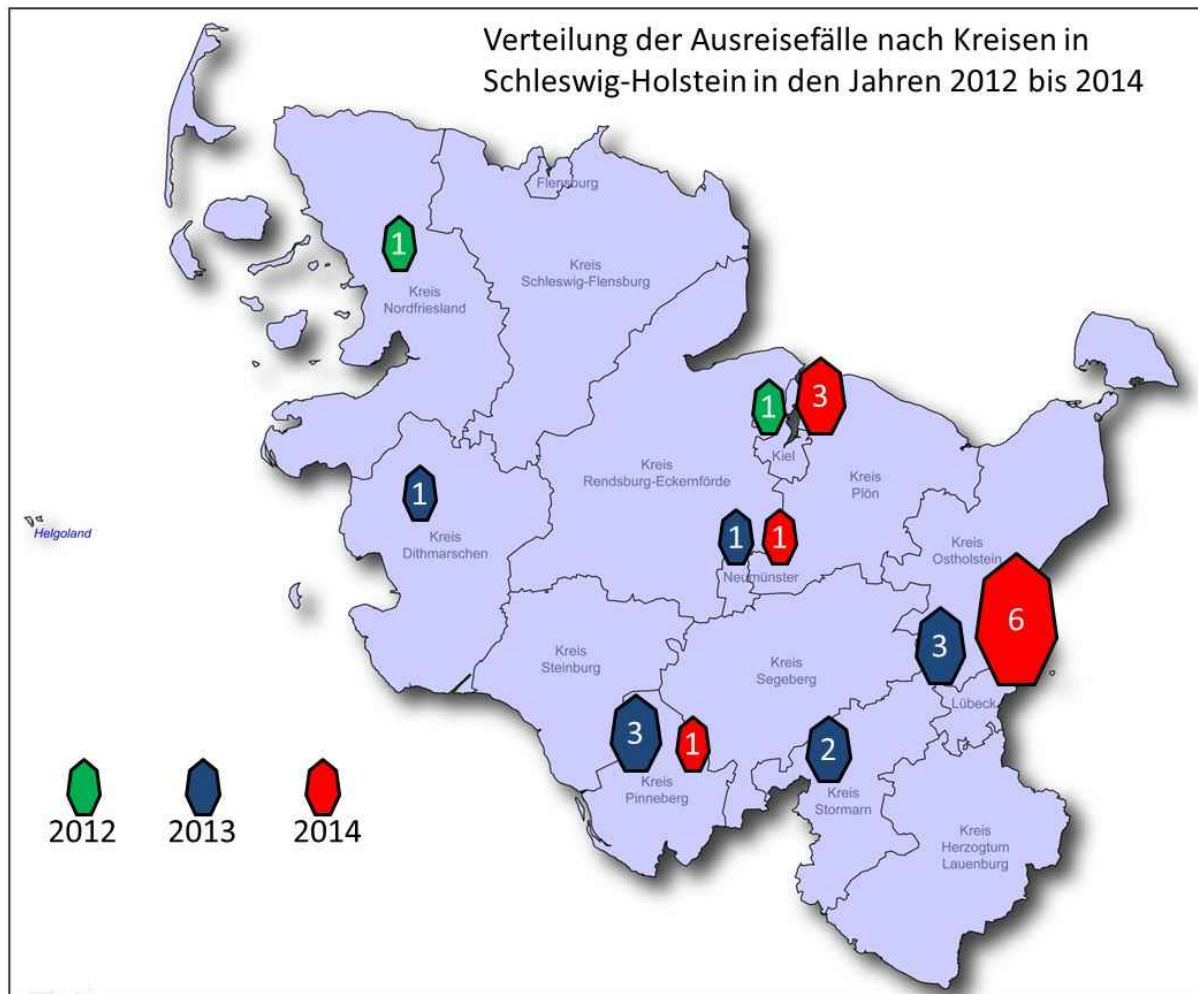 Verteilung der Ausreisefälle nach Kreisen in
Schleswig-Holstein in den Jahren 2012 bis 2014
Flensburg
1
Kreis
Nordfriesland
Kreis
Schleswig-Flensburg
1
3
Kiel
Kreis
Rendsburg-Eckernförde
Kreis
Plön
1
Kreis
Dithmarschen
Helgoland
1
1
Neumünster
Kreis
Ostholstein
6
3
Kreis
Steinburg
Kreis
Segeberg
Lübeck
3
1
2
Kreis
Pinneberg
Kreis
Stormarn
Kreis
Herzogtum
Lauenburg
2012
2013
2014